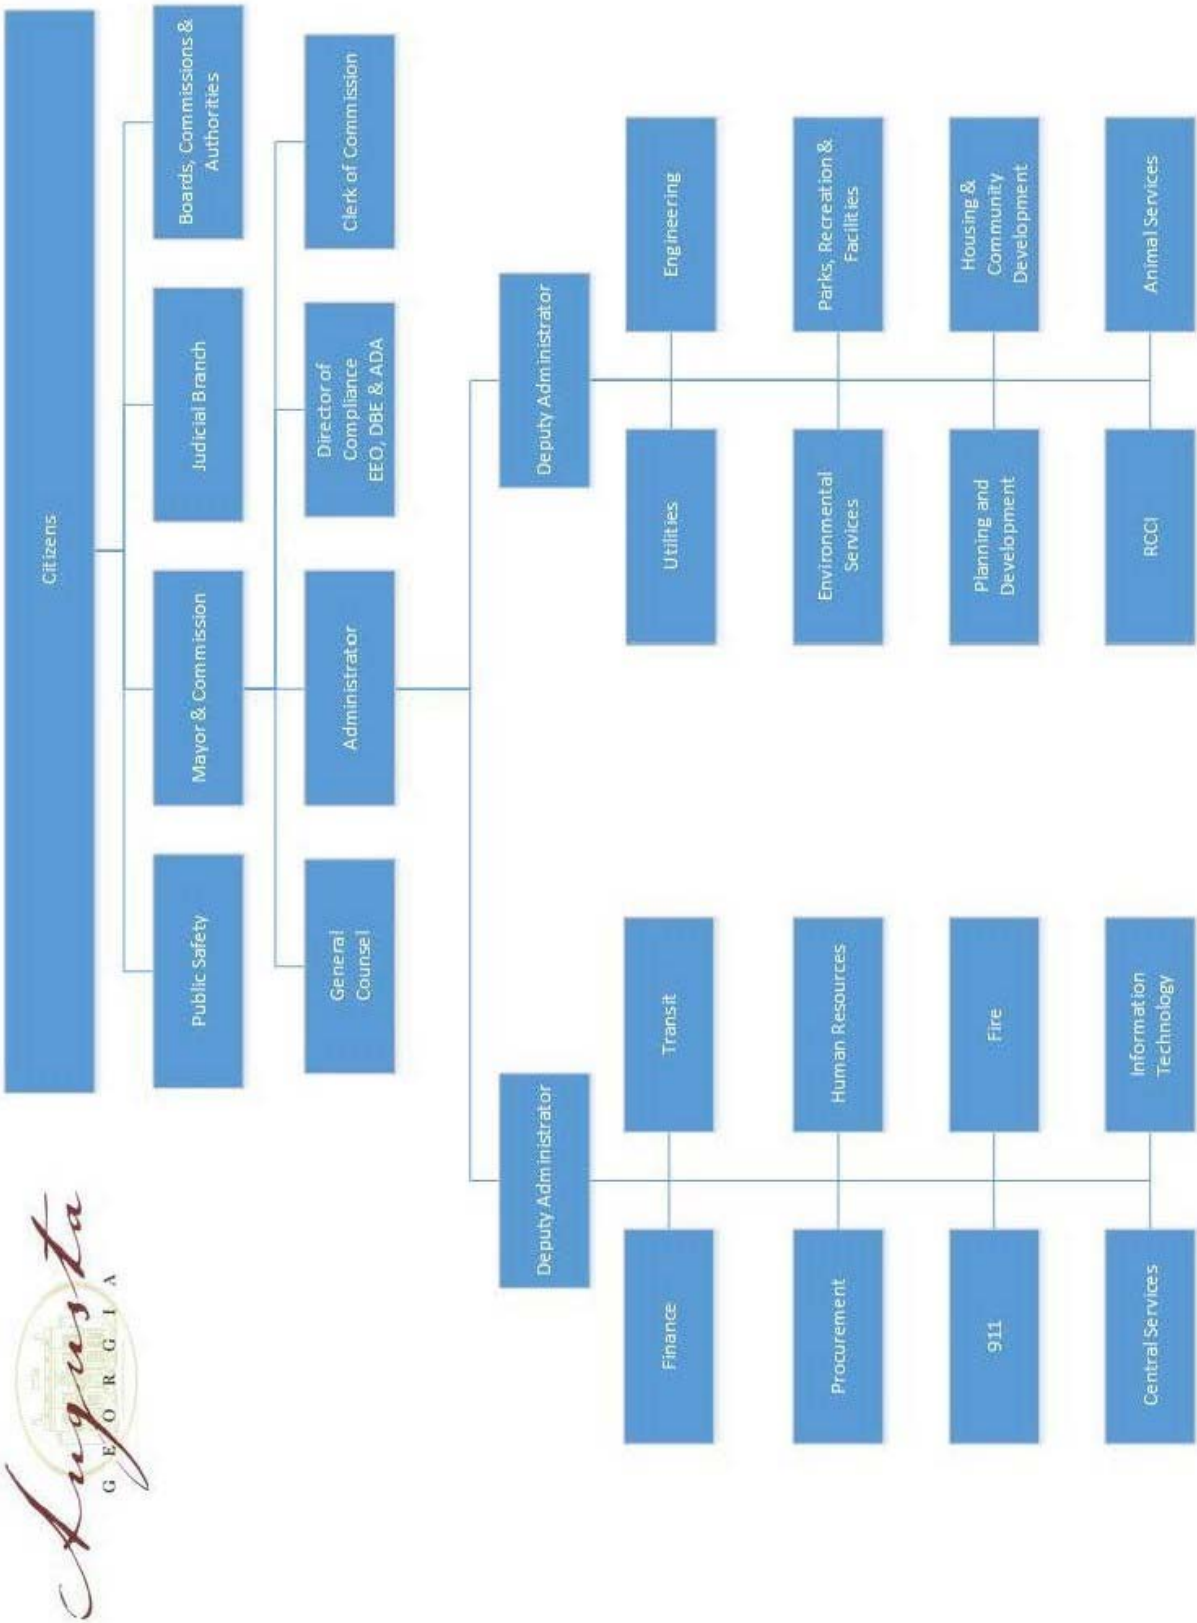 Augusta
GEORGIA
Citizens
Public Safety
Mayor & Commission
Judicial Branch
Boards, Commissions &
Authorities
General
Counsel
Administrator
Director of
Compliance
EEO, DBE & ADA
Clerk of Commission
Deputy Administrator
Deputy Administrator
Finance
Transit
Utilities
Engineering
Procurement
Human Resources
Environmental
Services
Parks, Recreation &
Facilities
911
Fire
Planning and
Development
Housing &
Community
Development
Central Services
Information
Technology
RCCI
Animal Services